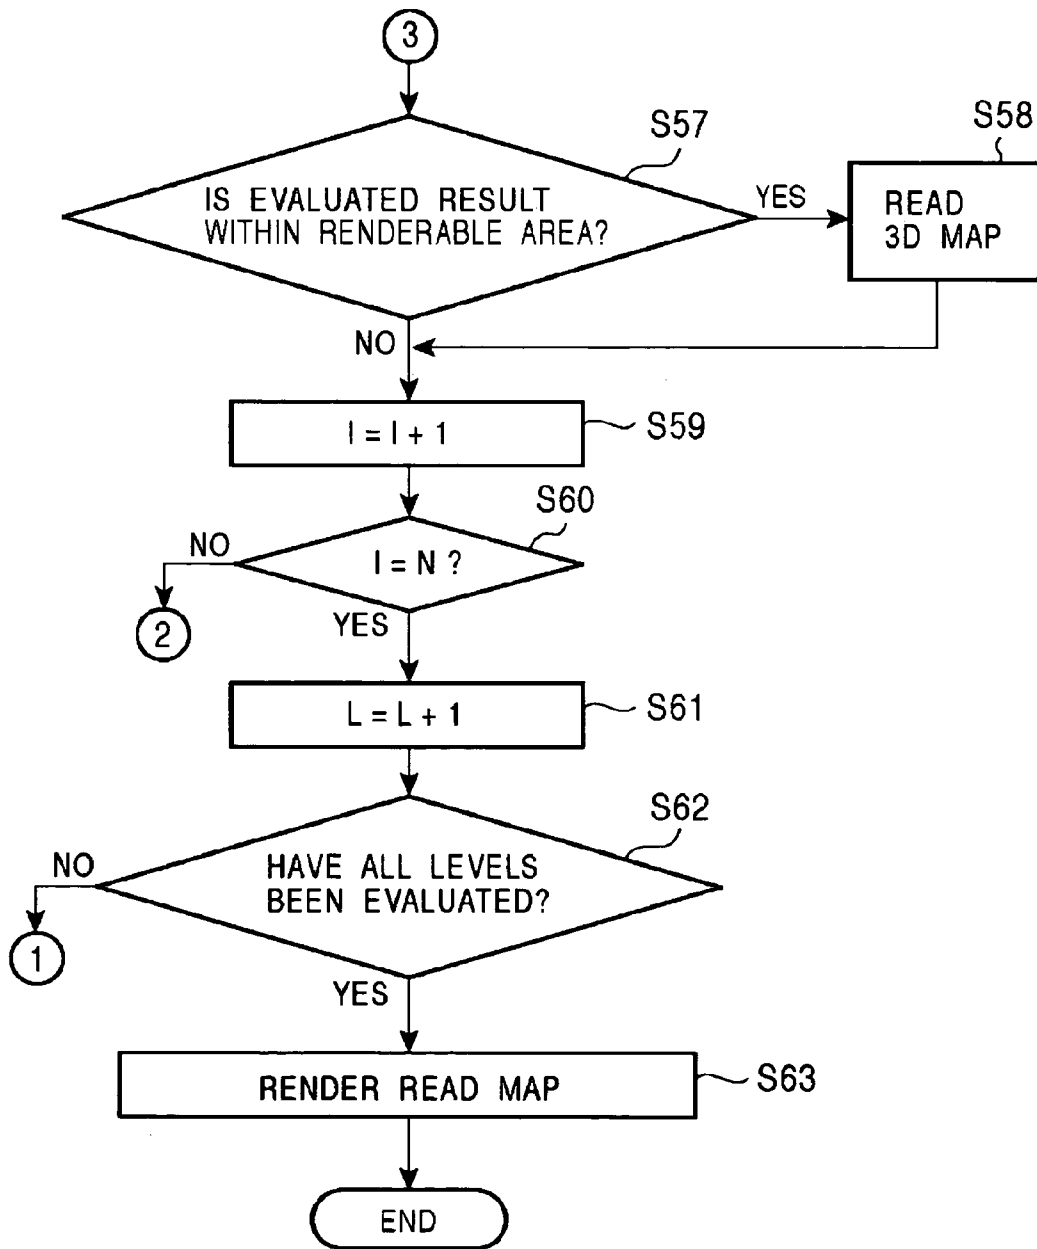 3
S57
S58
IS EVALUATED RESULT
WITHIN RENDERABLE AREA?
YES
READ
3D MAP
NO
I = I + 1
S59
S60
NO
I = N ?
2
YES
L = L + 1
S61
S62
NO
HAVE ALL LEVELS
BEEN EVALUATED?
1
YES
RENDER READ MAP
S63
END